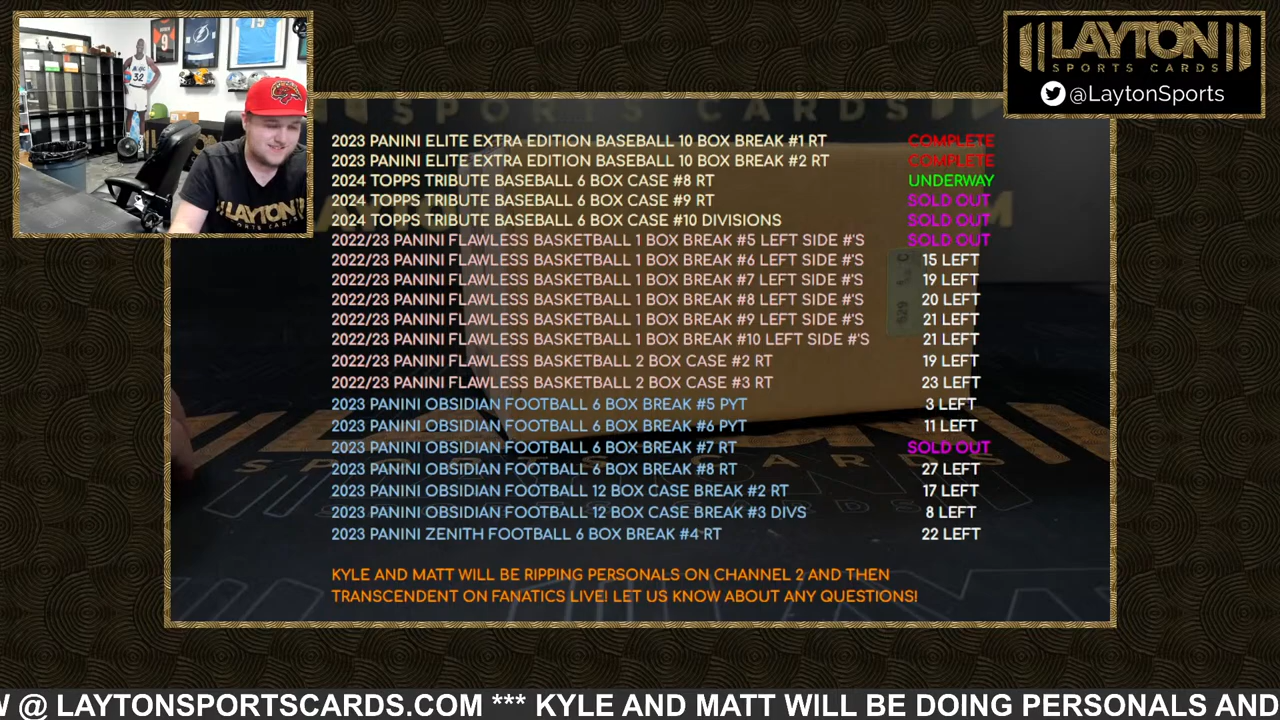 LAYTON
SPORTS CARDS
@LaytonSports
2023 PANINI ELITE EXTRA EDITION BASEBALL 10 BOX BREAK #1 RT COMPLETE
2023 PANINI ELITE EXTRA EDITION BASEBALL 10 BOX BREAK #2 RT COMPLETE
2024 TOPPS TRIBUTE BASEBALL 6 BOX CASE #8 RT UNDERWAY
2024 TOPPS TRIBUTE BASEBALL 6 BOX CASE #9 RT SOLD OUT
2024 TOPPS TRIBUTE BASEBALL 6 BOX CASE #10 DIVISIONS SOLD OUT
2022/23 PANINI FLAWLESS BASKETBALL 1 BOX BREAK #5 LEFT SIDE #'S SOLD OUT
2022/23 PANINI FLAWLESS BASKETBALL 1 BOX BREAK #6 LEFT SIDE #'S 15 LEFT
2022/23 PANINI FLAWLESS BASKETBALL 1 BOX BREAK #7 LEFT SIDE #'S 19 LEFT
2022/23 PANINI FLAWLESS BASKETBALL 1 BOX BREAK #8 LEFT SIDE #'S 20 LEFT
2022/23 PANINI FLAWLESS BASKETBALL 1 BOX BREAK #9 LEFT SIDE #'S 21 LEFT
2022/23 PANINI FLAWLESS BASKETBALL 1 BOX BREAK #10 LEFT SIDE #'S 21 LEFT
2022/23 PANINI FLAWLESS BASKETBALL 2 BOX CASE #2 RT 19 LEFT
2022/23 PANINI FLAWLESS BASKETBALL 2 BOX CASE #3 RT 23 LEFT
2023 PANINI OBSIDIAN FOOTBALL 6 BOX BREAK #5 PYT 3 LEFT
2023 PANINI OBSIDIAN FOOTBALL 6 BOX BREAK #6 PYT 11 LEFT
2023 PANINI OBSIDIAN FOOTBALL 6 BOX BREAK #7 RT SOLD OUT
2023 PANINI OBSIDIAN FOOTBALL 6 BOX BREAK #8 RT 27 LEFT
2023 PANINI OBSIDIAN FOOTBALL 12 BOX CASE BREAK #2 RT 17 LEFT
2023 PANINI OBSIDIAN FOOTBALL 12 BOX CASE BREAK #3 DIVS 8 LEFT
2023 PANINI ZENITH FOOTBALL 6 BOX BREAK #4 RT 22 LEFT
KYLE AND MATT WILL BE RIPPING PERSONALS ON CHANNEL 2 AND THEN
TRANSCENDENT ON FANATICS LIVE! LET US KNOW ABOUT ANY QUESTIONS!
@ LAYTONSPORTSCARDS.COM *** KYLE AND MATT WILL BE DOING PERSONALS AND